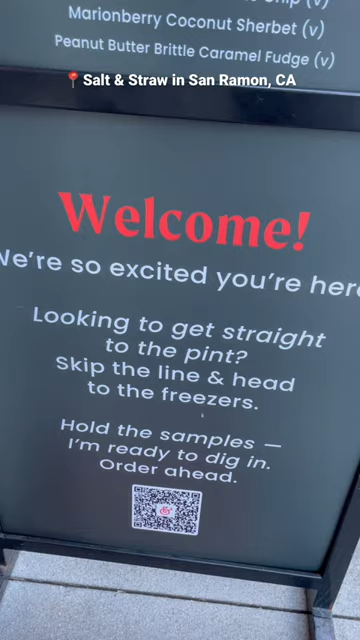 Chip (v)
Marionberry Coconut Sherbet (v)
Peanut Butter Brittle Caramel Fudge (v)
📍Salt & Straw in San Ramon, CA
Welcome!
We're so excited you're here
Looking to get straight
to the pint?
Skip the line & head
to the freezers.
Hold the samples —
I'm ready to dig in.
Order ahead.